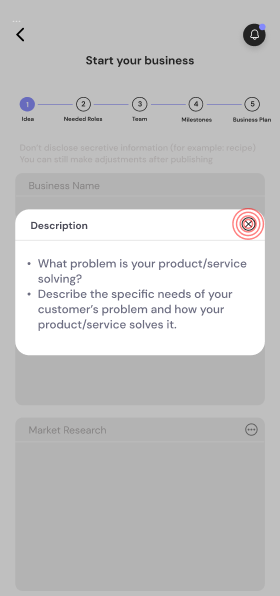 Start your business
1 2 3 4 5
Idea Needed Roles Team Milestones Business Plan
Don't disclose secretive information (for example: recipe)
You can still make adjustments after publishing
Business Name
Description
• What problem is your product/service
solving?
• Describe the specific needs of your
customer's problem and how your
product/service solves it.
Market Research